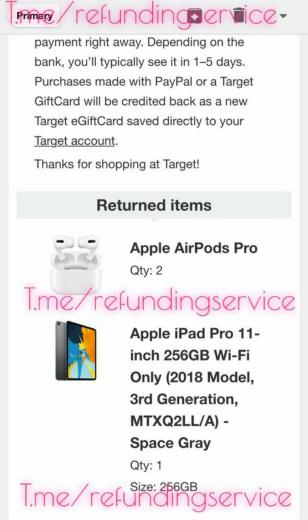 T.me/refundingservice
Primary
payment right away. Depending on the
bank, you'll typically see it in 1–5 days.
Purchases made with PayPal or a Target
GiftCard will be credited back as a new
Target eGiftCard saved directly to your
Target account.
Thanks for shopping at Target!
Returned items
Apple AirPods Pro
Qty: 2
T.me/refundingservice
Apple iPad Pro 11-
inch 256GB Wi-Fi
Only (2018 Model,
3rd Generation,
MTXQ2LL/A) -
Space Gray
Qty: 1
Size: 256GB
T.me/refundingservice